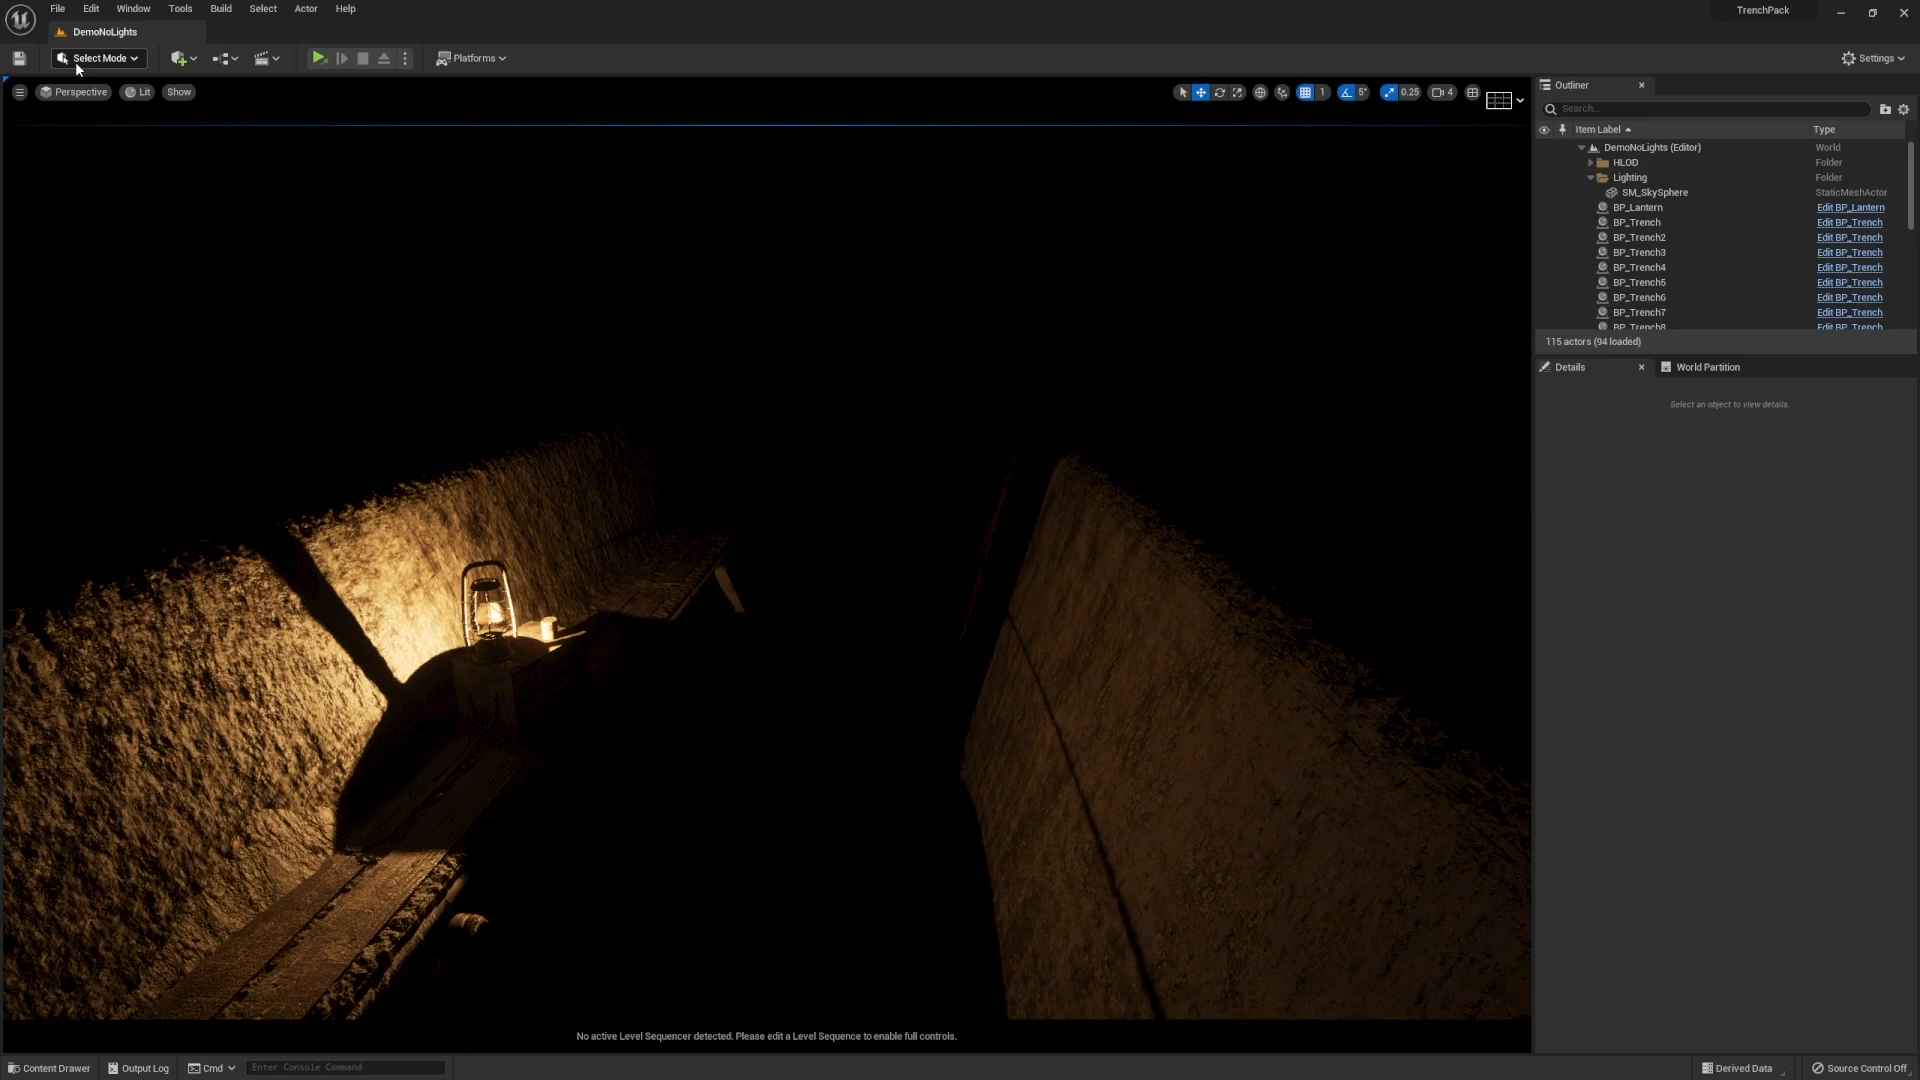 File Edit Window Tools Build Select Actor Help
TrenchPack
DemoNoLights
Select Mode
Platforms
Settings
Perspective
Lit
Show
1
5°
0.25
4
Outliner
Search...
Item Label
Type
DemoNoLights (Editor) World
HLOD Folder
Lighting Folder
SM_SkySphere StaticMeshActor
BP_Lantern Edit BP_Lantern
BP_Trench Edit BP_Trench
BP_Trench2 Edit BP_Trench
BP_Trench3 Edit BP_Trench
BP_Trench4 Edit BP_Trench
BP_Trench5 Edit BP_Trench
BP_Trench6 Edit BP_Trench
BP_Trench7 Edit BP_Trench
BP_Trench8 Edit BP_Trench
115 actors (94 loaded)
Details
World Partition
Select an object to view details.
No active Level Sequencer detected. Please edit a Level Sequence to enable full controls.
Content Drawer
Output Log
Cmd
Enter Console Command
Derived Data
Source Control Off